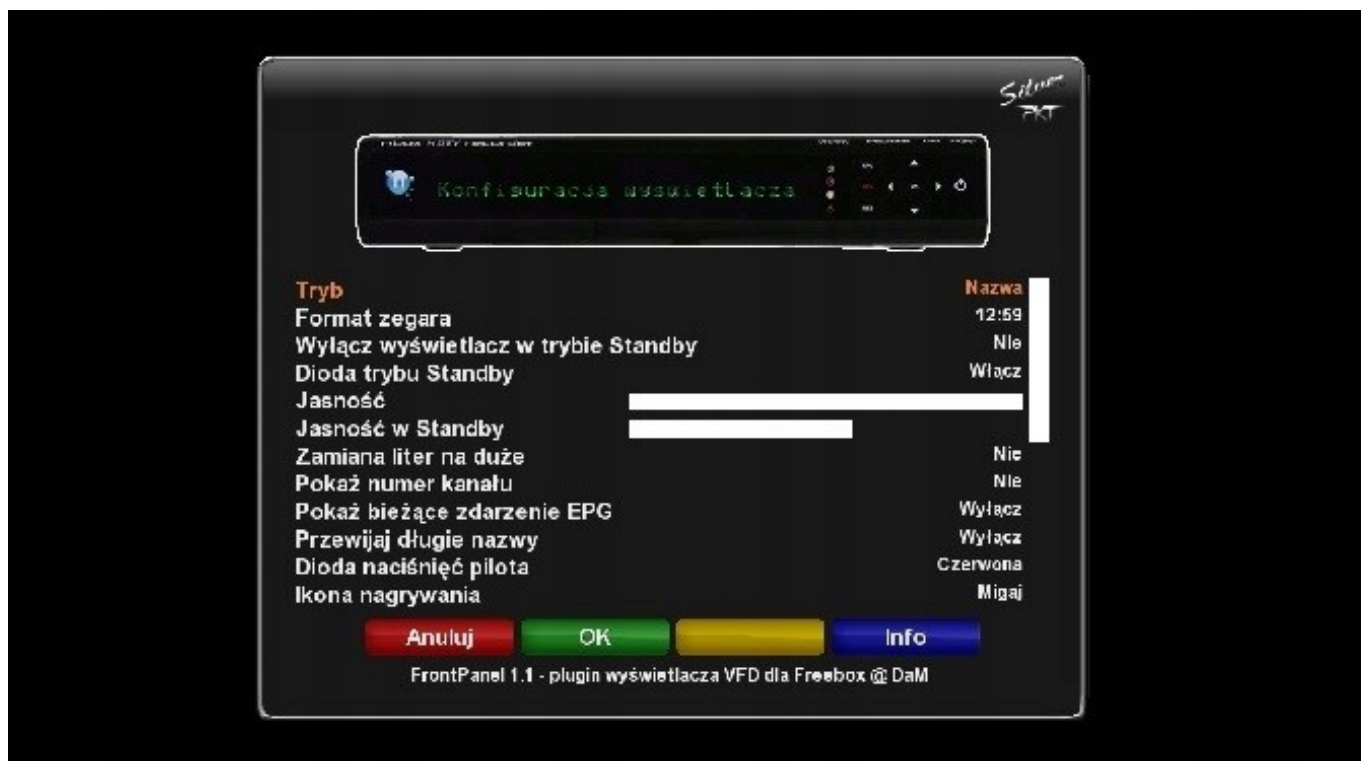 Silver
PKT
Konfiguracja wyswietlacza
Tryb Nazwa
Format zegara 12:59
Wyłącz wyświetlacz w trybie Standby Nie
Dioda trybu Standby Włącz
Jasność
Jasność w Standby
Zamiana liter na duże Nie
Pokaż numer kanału Nie
Pokaż bieżące zdarzenie EPG Wyłącz
Przewijaj długie nazwy Wyłącz
Dioda naciśnięć pilota Czerwona
Ikona nagrywania Migaj
Anuluj OK Info
FrontPanel 1.1 - plugin wyświetlacza VFD dla Freebox @ DaM